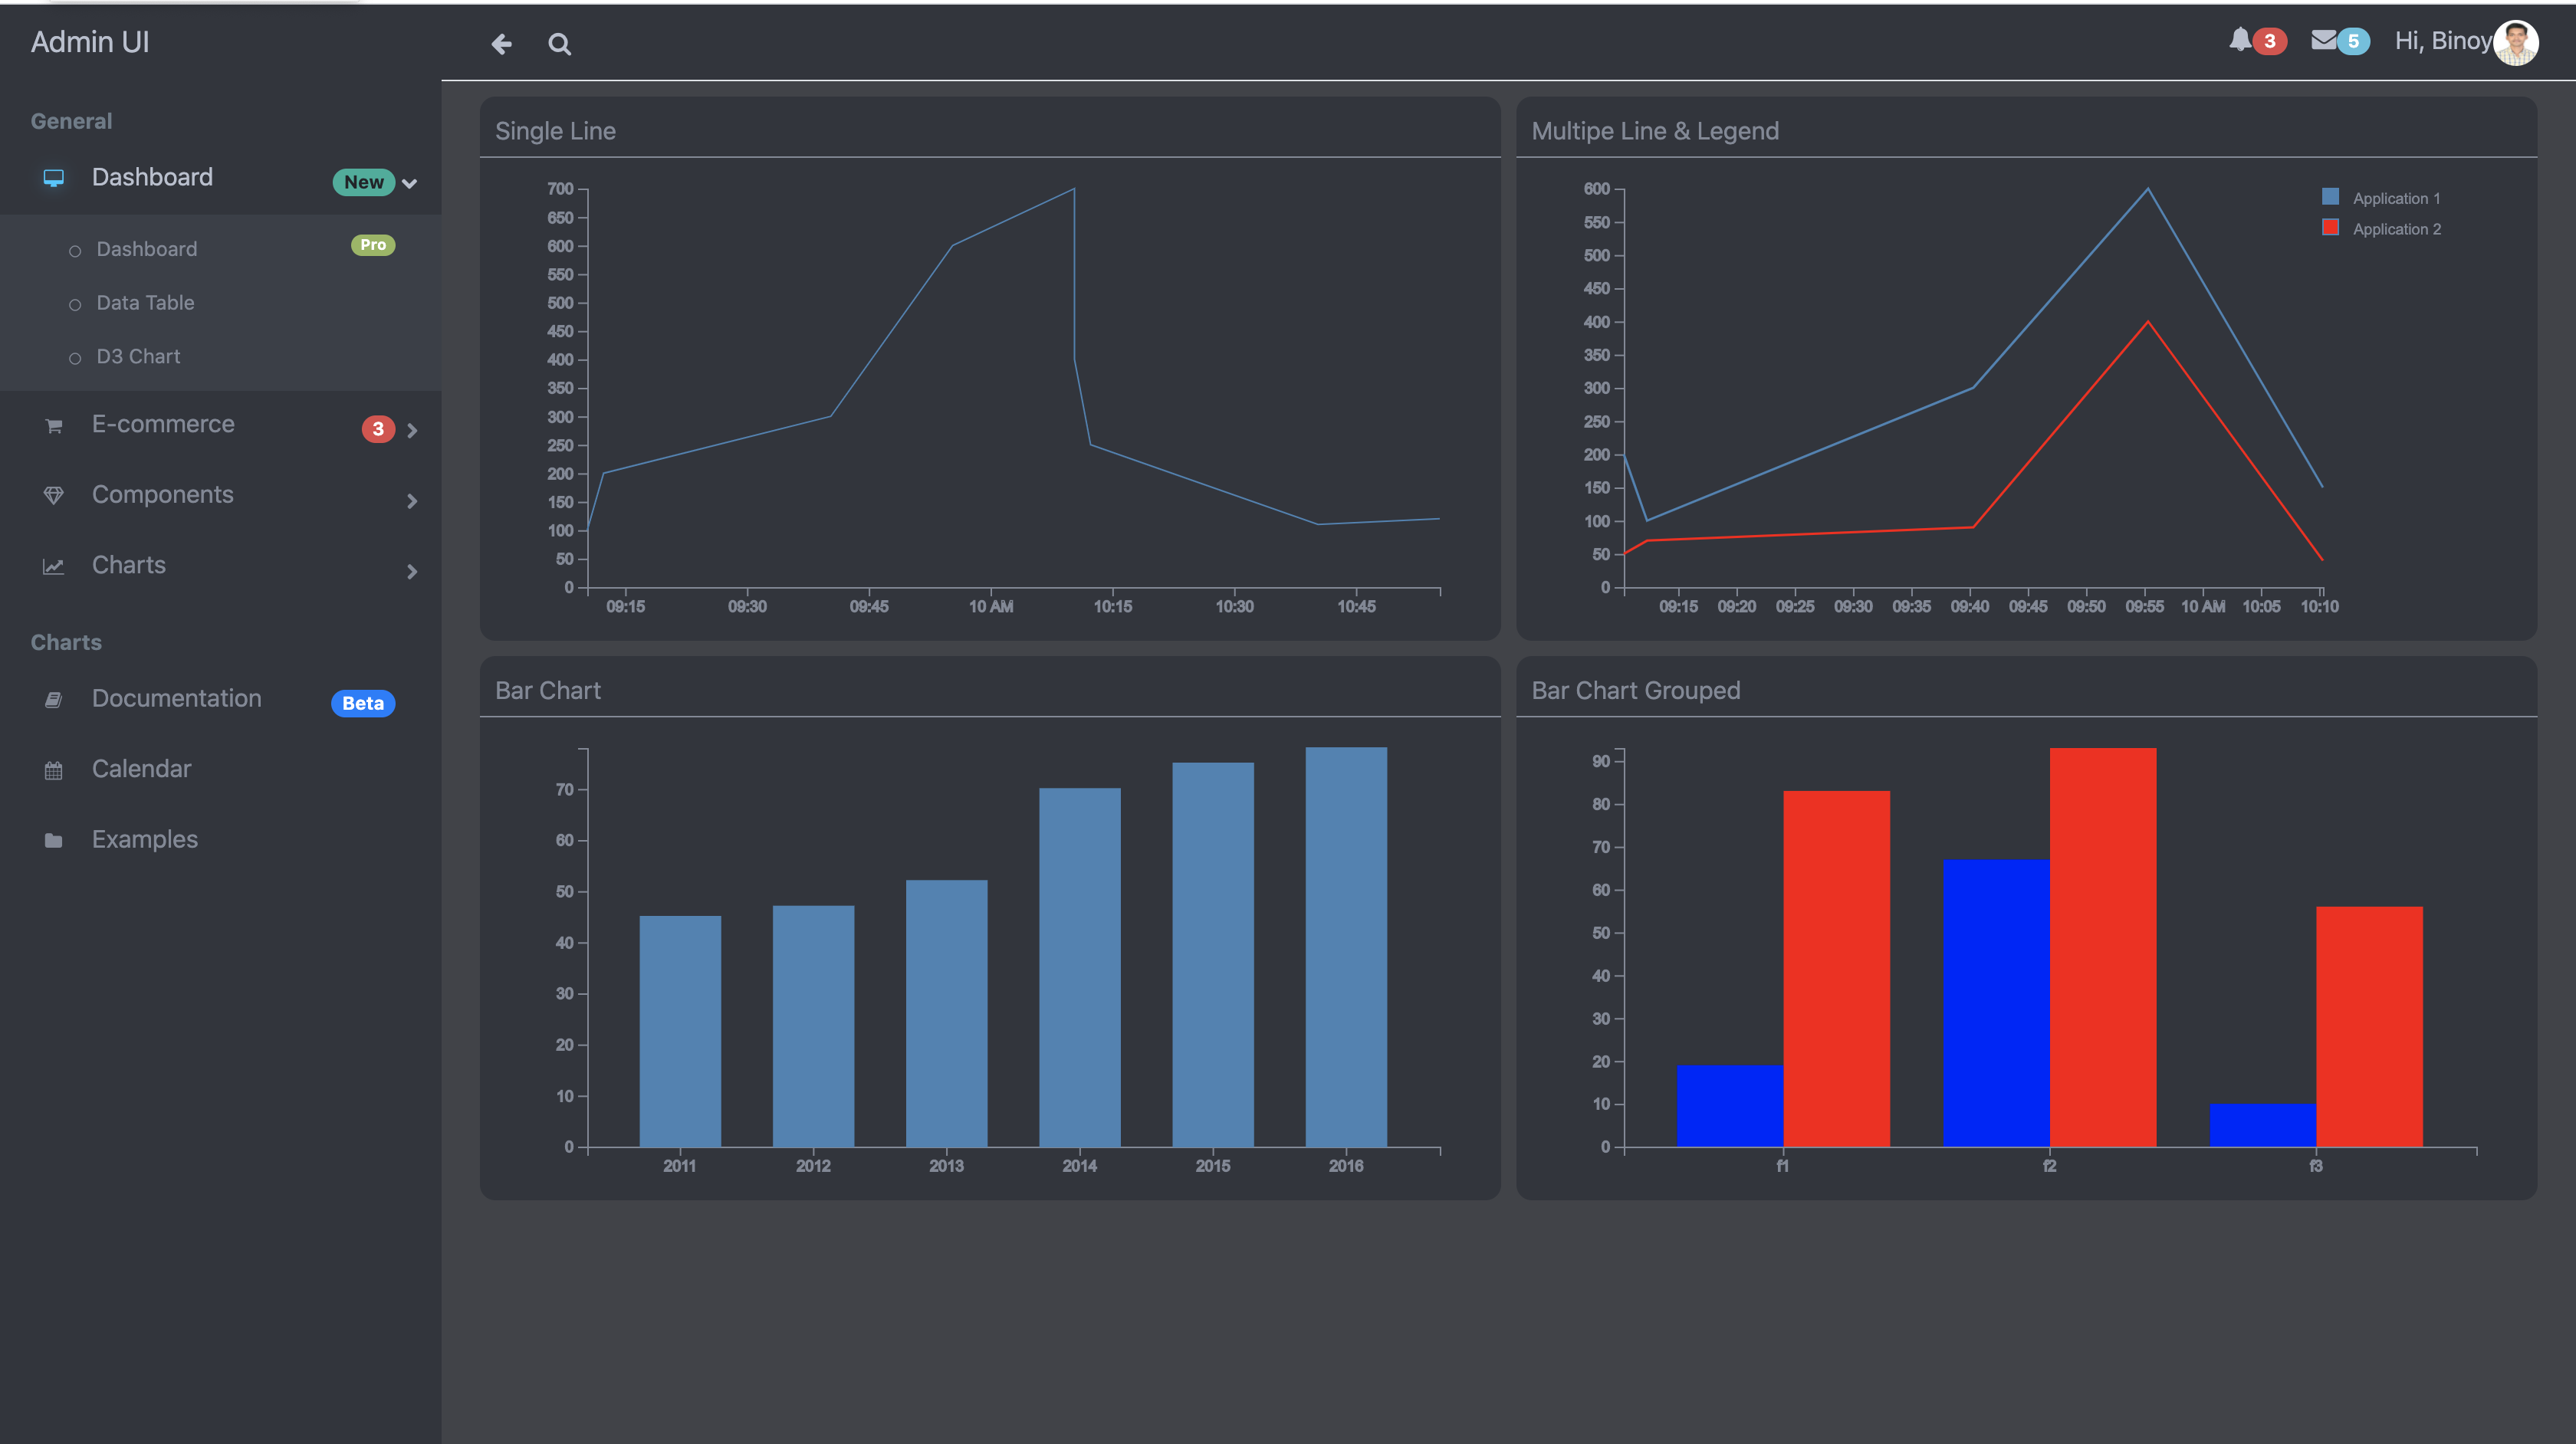 Admin UI
3
5
Hi, Binoy
General
Dashboard
New
Dashboard
Pro
Data Table
D3 Chart
E-commerce
3
Components
Charts
Charts
Documentation
Beta
Calendar
Examples
Single Line
700
650
600
550
500
450
400
350
300
250
200
150
100
50
0
09:15 09:30 09:45 10 AM 10:15 10:30 10:45
Multipe Line & Legend
600
550
500
450
400
350
300
250
200
150
100
50
0
Application 1
Application 2
09:15 09:20 09:25 09:30 09:35 09:40 09:45 09:50 09:55 10 AM 10:05 10:10
Bar Chart
70
60
50
40
30
20
10
0
2011 2012 2013 2014 2015 2016
Bar Chart Grouped
90
80
70
60
50
40
30
20
10
0
f1 f2 f3